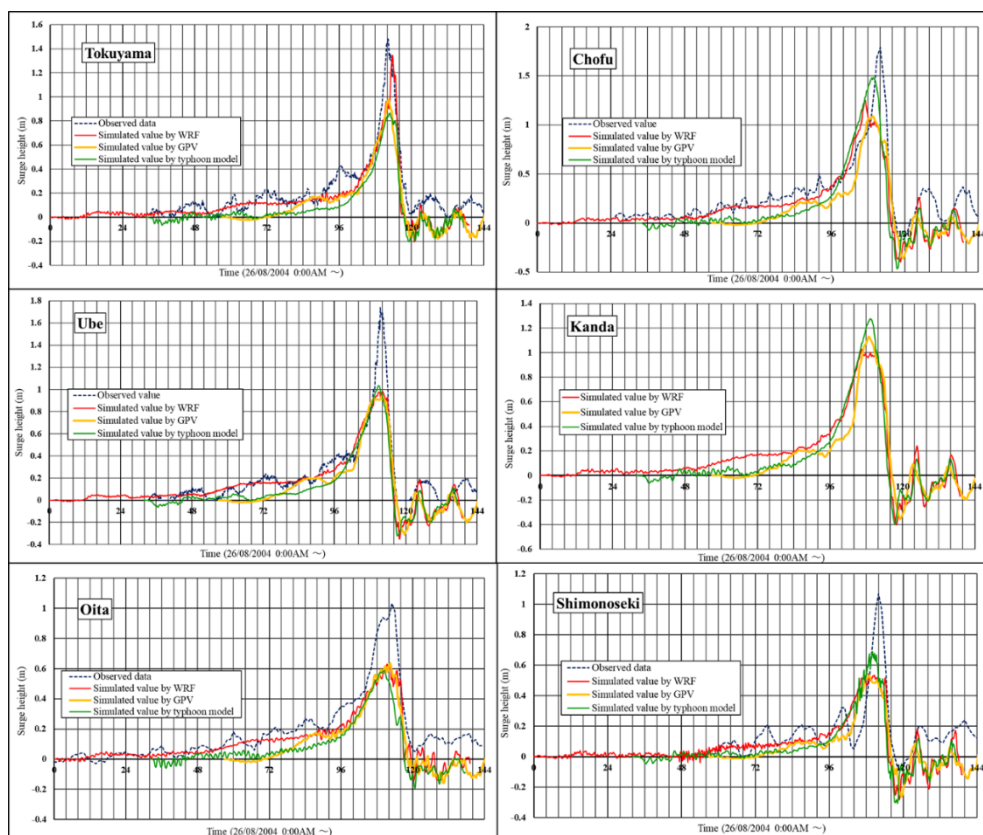 Tokuyama
Surge height (m)
1.6
1.4
1.2
1
0.8
0.6
0.4
0.2
0
-0.2
-0.4
Observed data
Simulated value by WRF
Simulated value by GPV
Simulated value by typhoon model
0 24 48 72 96 120 144
Time (26/08/2004 0:00AM ～)
Chofu
Surge height (m)
2
1.5
1
0.5
0
-0.5
Observed value
Simulated value by WRF
Simulated value by GPV
Simulated value by typhoon model
0 24 48 72 96 120 144
Time (26/08/2004 0:00AM ～)
Ube
Surge height (m)
1.8
1.6
1.4
1.2
1
0.8
0.6
0.4
0.2
0
-0.2
-0.4
Observed value
Simulated value by WRF
Simulated value by GPV
Simulated value by typhoon model
0 24 48 72 96 120 144
Time (26/08/2004 0:00AM ～)
Kanda
Surge height (m)
1.4
1.2
1
0.8
0.6
0.4
0.2
0
-0.2
-0.4
-0.6
Simulated value by WRF
Simulated value by GPV
Simulated value by typhoon model
0 24 48 72 96 120 144
Time (26/08/2004 0:00AM ～)
Oita
Surge height (m)
1.2
1
0.8
0.6
0.4
0.2
0
-0.2
-0.4
Observed data
Simulated value by WRF
Simulated value by GPV
Simulated value by typhoon model
0 24 48 72 96 120 144
Time (26/08/2004 0:00AM ～)
Shimonoseki
Surge height (m)
1.2
1
0.8
0.6
0.4
0.2
0
-0.2
-0.4
Observed data
Simulated value by WRF
Simulated value by GPV
Simulated value by typhoon model
0 24 48 72 96 120 144
Time (26/08/2004 0:00AM ～)